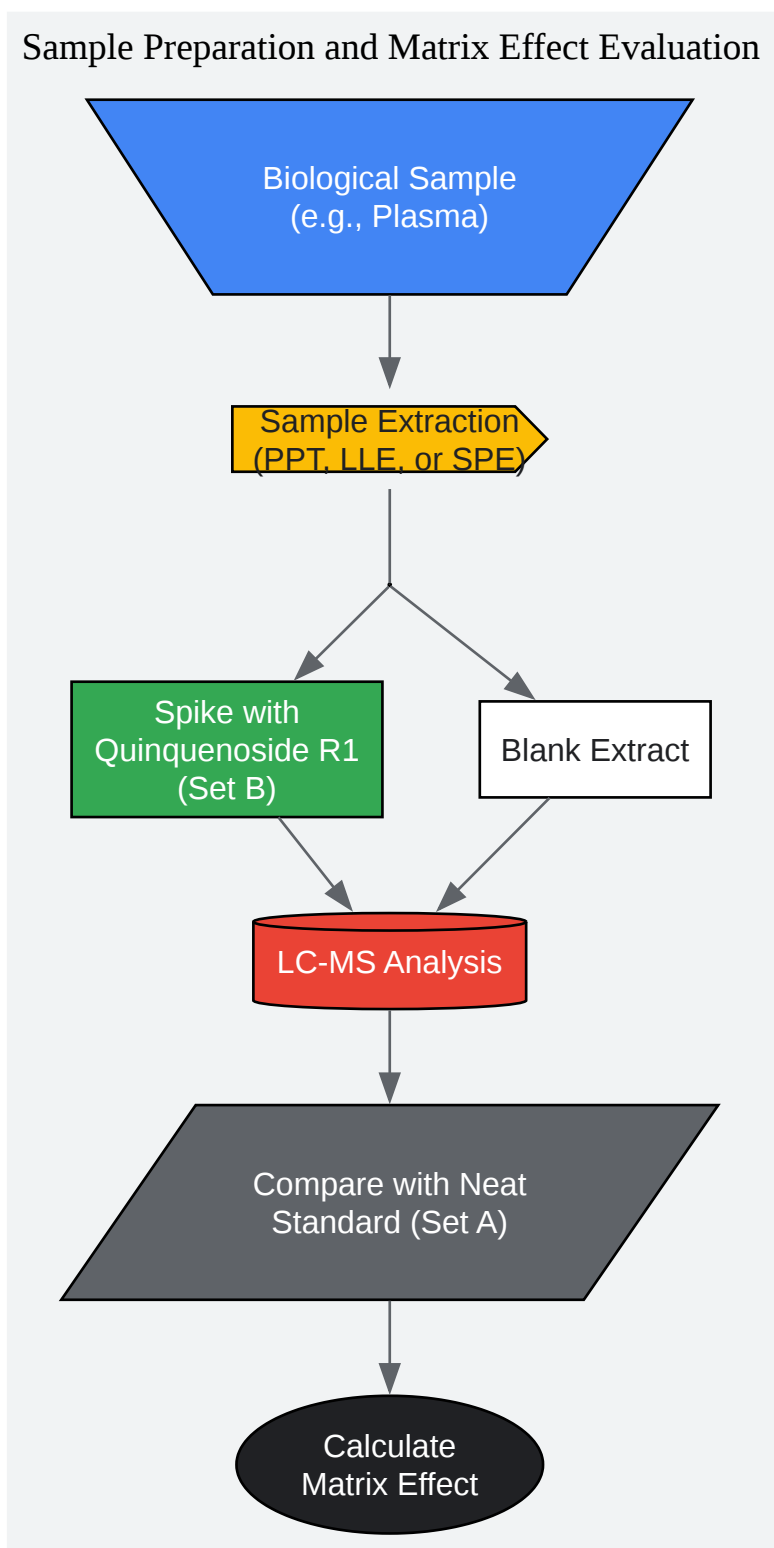 Sample Preparation and Matrix Effect Evaluation
Biological Sample
(e.g., Plasma)
Sample Extraction
(PPT, LLE, or SPE)
Spike with
Quinquenoside R1
(Set B)
Blank Extract
LC-MS Analysis
Compare with Neat
Standard (Set A)
Calculate
Matrix Effect